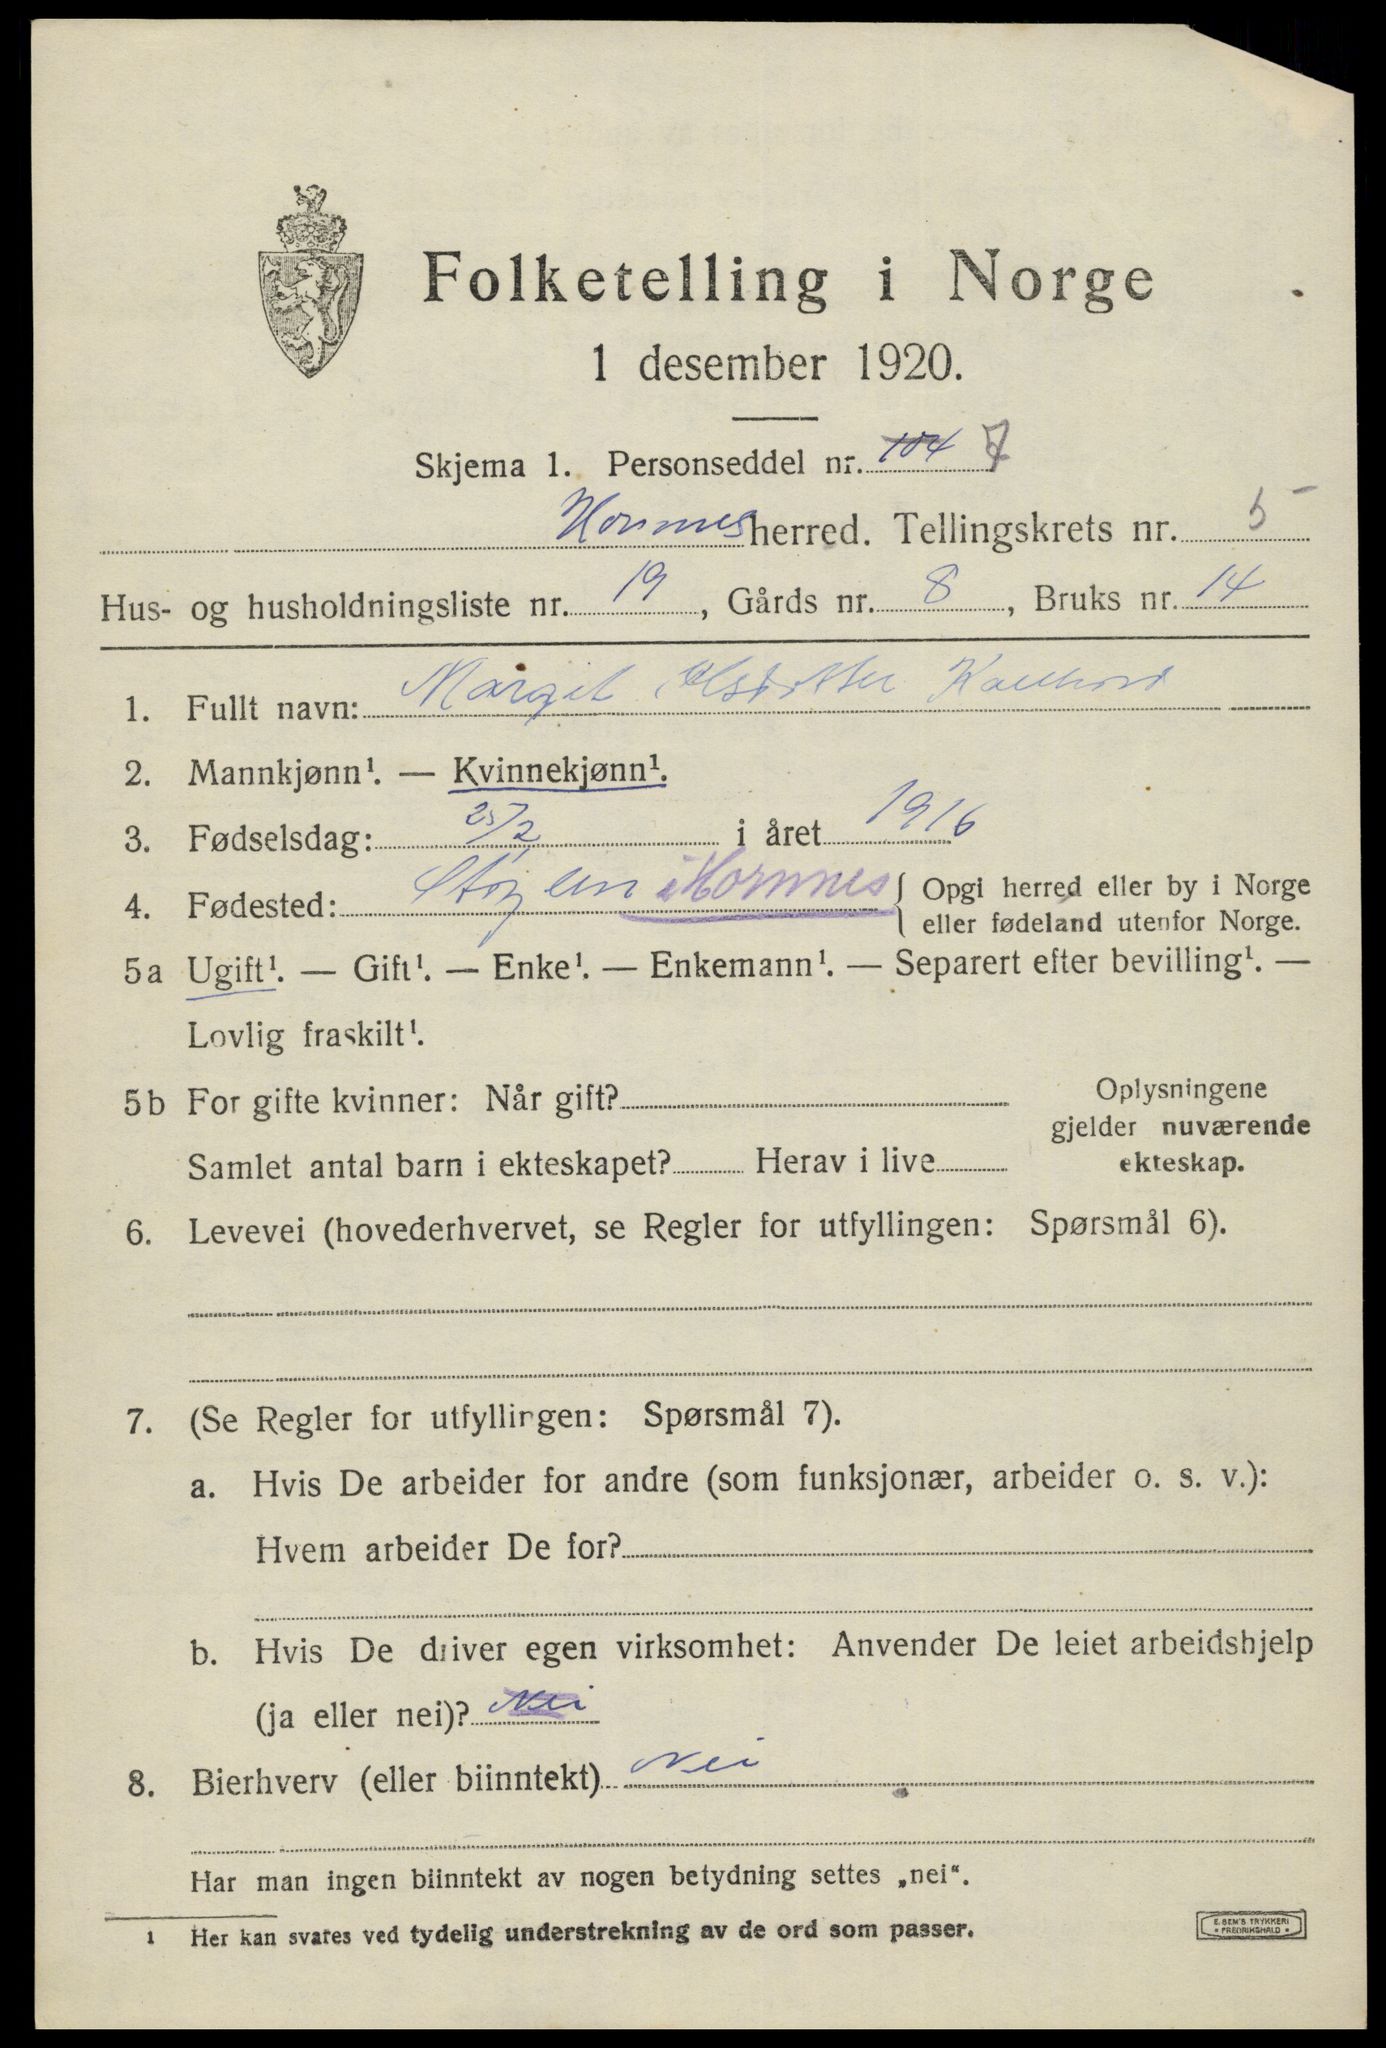 Folketelling i Norge
1 desember 1920.
Skjema 1. Personseddel nr. 104 7
Hornnes herred. Tellingskrets nr. 5
Hus- og husholdningsliste nr. 19, Gårds nr. 8, Bruks nr. 14
1. Fullt navn: Margit Olsdotter
2. Mannkjønn¹. — Kvinnekjønn¹.
3. Fødselsdag: 25/2 i året 1916
4. Fødested: i Hornnes { Opgi herred eller by i Norge
eller fødeland utenfor Norge.
5a Ugift¹. — Gift¹. — Enke¹. — Enkemann¹. — Separert efter bevilling¹. —
Lovlig fraskilt¹.
5b For gifte kvinner: Når gift?
Samlet antal barn i ekteskapet? Herav i live
Oplysningene
gjelder nuværende
ekteskap.
6. Levevei (hovederhvervet, se Regler for utfyllingen: Spørsmål 6).
7. (Se Regler for utfyllingen: Spørsmål 7).
a. Hvis De arbeider for andre (som funksjonær, arbeider o. s. v.):
Hvem arbeider De for?
b. Hvis De driver egen virksomhet: Anvender De leiet arbeidshjelp
(ja eller nei)? Nei
8. Bierhverv (eller biinntekt) Nei
Har man ingen biinntekt av nogen betydning settes „nei“.
1 Her kan svares ved tydelig understrekning av de ord som passer.
E. SEM'S TRYKKERI
• FREDRIKSHALD •